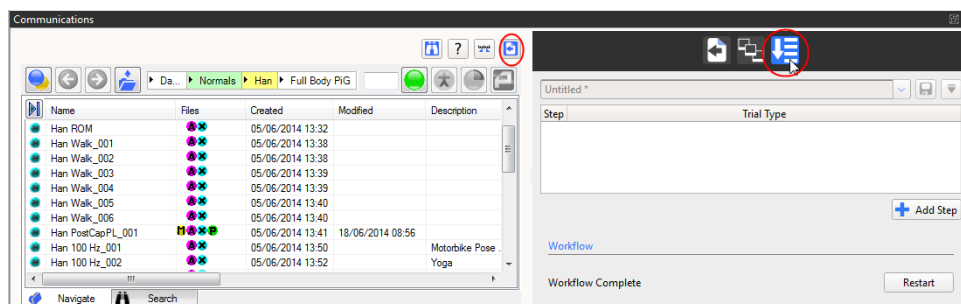 Communications
?
Da... Normals Han Full Body PiG
Untitled *
Name Files Created Modified Description
Step Trial Type
Han ROM 05/06/2014 13:32
Han Walk_001 05/06/2014 13:38
Han Walk_002 05/06/2014 13:38
Han Walk_003 05/06/2014 13:39
Han Walk_004 05/06/2014 13:39
Han Walk_005 05/06/2014 13:40
Han Walk_006 05/06/2014 13:40
Han PostCapPL_001 M A X P 05/06/2014 13:41 18/06/2014 08:56
Han 100 Hz_001 05/06/2014 13:50 Motorbike Pose .
Han 100 Hz_002 05/06/2014 13:52 Yoga
Add Step
Workflow
Workflow Complete Restart
Navigate Search